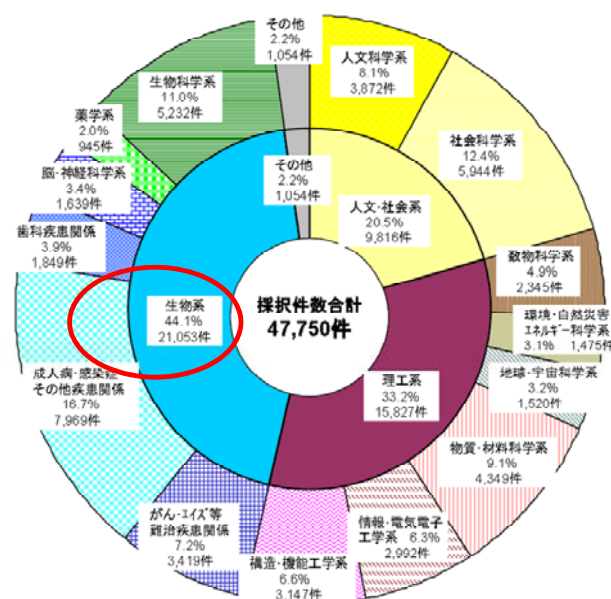 その他
2.2%
1,054件
人文科学系
8.1%
3,872件
社会科学系
12.4%
5,944件
数物科学系
4.9%
2,345件
環境・自然災害
エネルギー科学系
3.1% 1,475件
地球・宇宙科学系
3.2%
1,520件
物質・材料科学系
9.1%
4,349件
情報・電気電子
工学系 6.3%
2,992件
構造・機能工学系
6.6%
3,147件
がん・エイズ等
難治疾患関係
7.2%
3,419件
成人病・感染症
その他疾患関係
16.7%
7,969件
歯科疾患関係
3.9%
1,849件
脳・神経科学系
3.4%
1,639件
薬学系
2.0%
945件
生物科学系
11.0%
5,232件
その他
2.2%
1,054件
人文・社会系
20.5%
9,816件
理工系
33.2%
15,827件
生物系
44.1%
21,053件
採択件数合計
47,750件